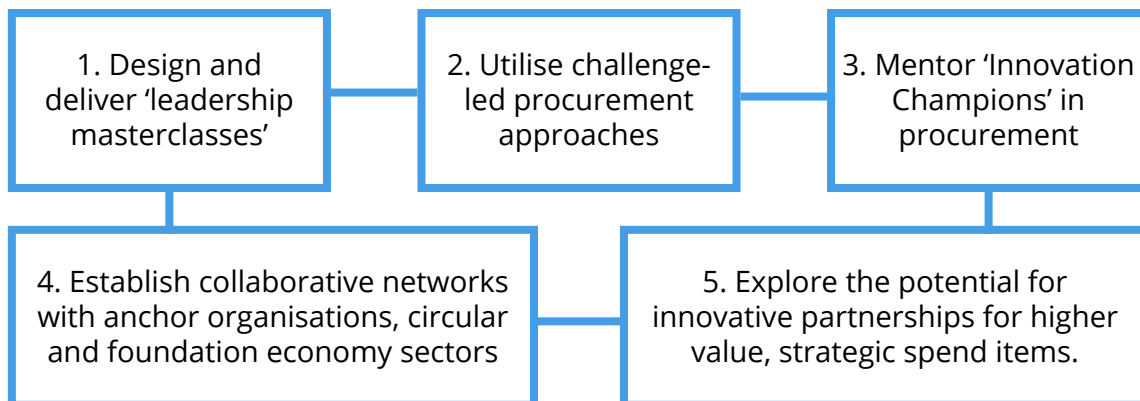 1. Design and
deliver ‘leadership
masterclasses’
2. Utilise challenge-
led procurement
approaches
3. Mentor ‘Innovation
Champions’ in
procurement
4. Establish collaborative networks
with anchor organisations, circular
and foundation economy sectors
5. Explore the potential for
innovative partnerships for higher
value, strategic spend items.